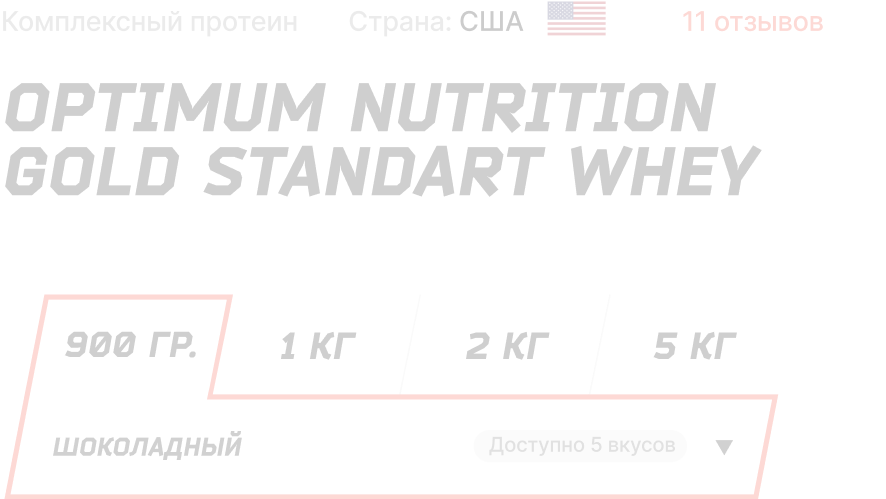 Комплексный протеин Страна: США 11 отзывов
OPTIMUM NUTRITION
GOLD STANDART WHEY
900 ГР. 1 КГ 2 КГ 5 КГ
ШОКОЛАДНЫЙ Доступно 5 вкусов